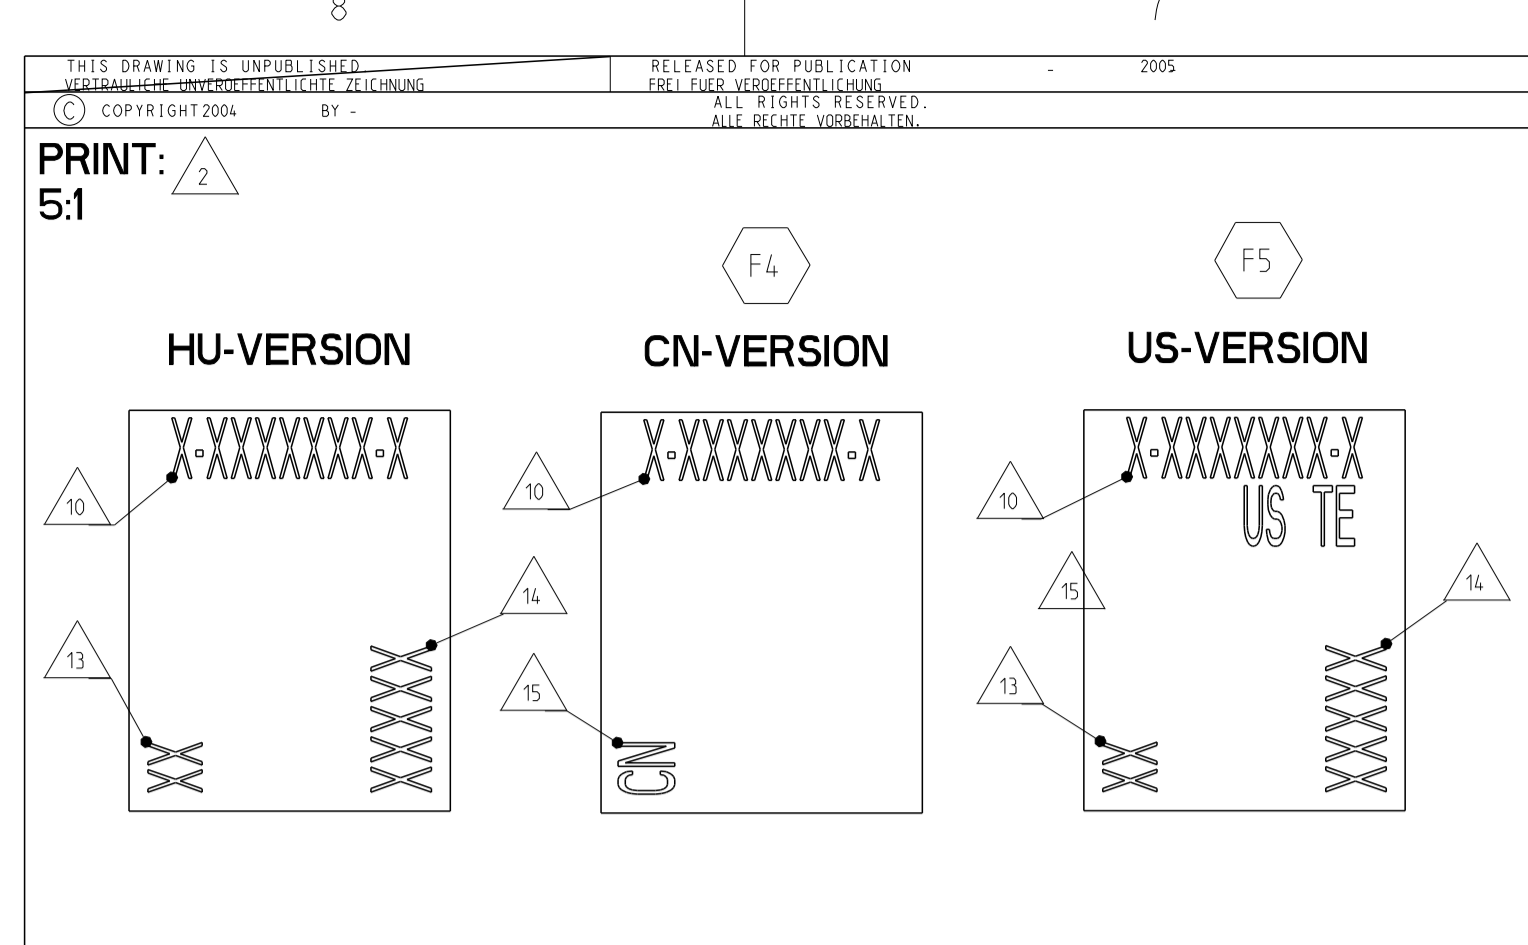 8
7
THIS DRAWING IS UNPUBLISHED.
VERTRAULICHE UNVEROEFFENTLICHTE ZEICHNUNG
RELEASED FOR PUBLICATION - 2005
FREI FUER VEROEFFENTLICHUNG
© COPYRIGHT 2004 BY -
ALL RIGHTS RESERVED.
ALLE RECHTE VORBEHALTEN.
PRINT: 2
5:1
F4
F5
HU-VERSION
CN-VERSION
US-VERSION
X-XXXXXXX-X
10
14
13
XX
XXXXX
X-XXXXXXX-X
10
15
CN
X-XXXXXXX-X
US TE
10
15
14
13
XX
XXXXX